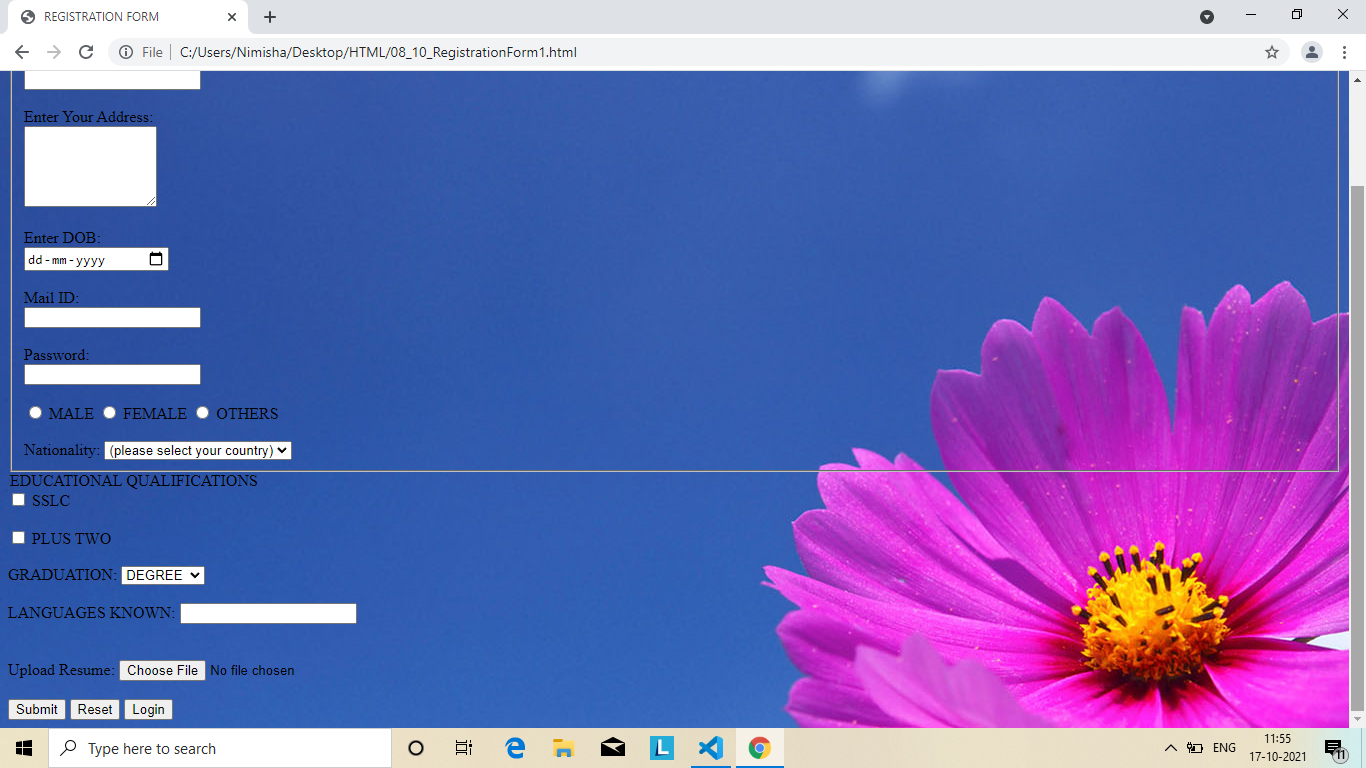 REGISTRATION FORM
File C:/Users/Nimisha/Desktop/HTML/08_10_RegistrationForm1.html
Enter Your Address:
Enter DOB:
dd-mm-yyyy
Mail ID:
Password:
MALE FEMALE OTHERS
Nationality: (please select your country)
EDUCATIONAL QUALIFICATIONS
SSLC
PLUS TWO
GRADUATION: DEGREE
LANGUAGES KNOWN:
Upload Resume: Choose File No file chosen
Submit Reset Login
Type here to search
L
ENG
11:55
17-10-2021
11